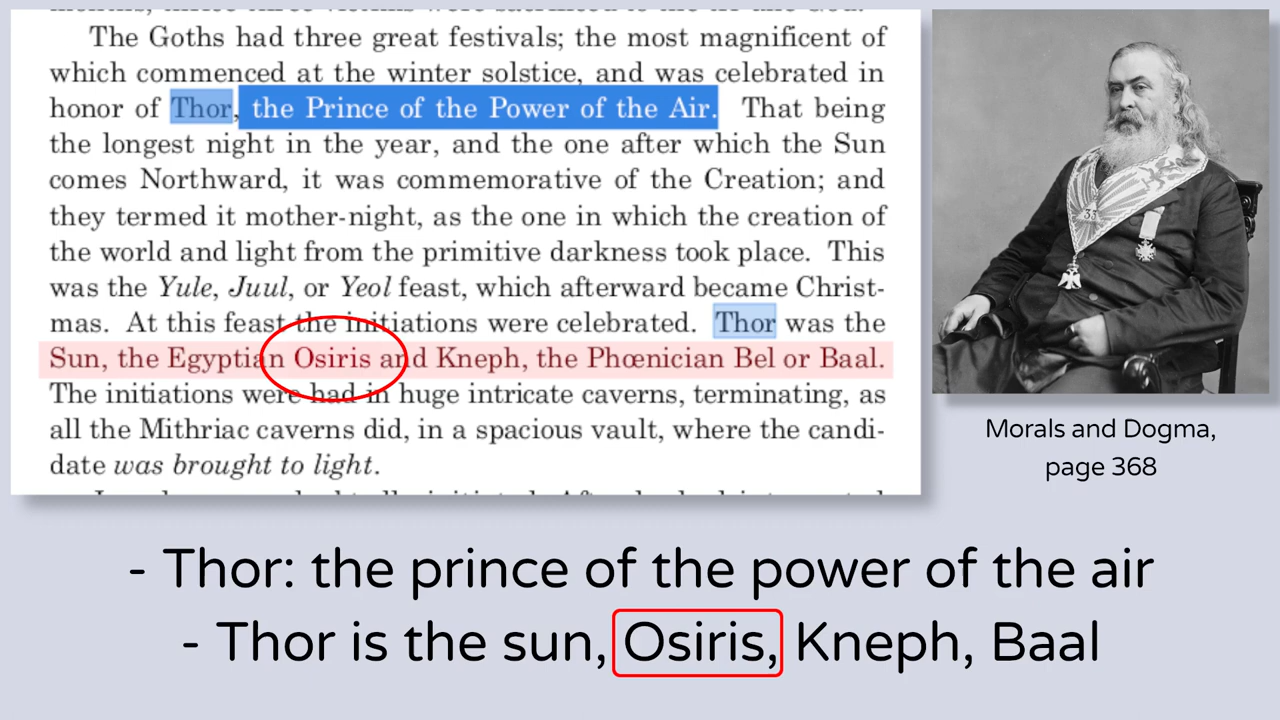 The Goths had three great festivals; the most magnificent of
which commenced at the winter solstice, and was celebrated in
honor of Thor, the Prince of the Power of the Air. That being
the longest night in the year, and the one after which the Sun
comes Northward, it was commemorative of the Creation; and
they termed it mother-night, as the one in which the creation of
the world and light from the primitive darkness took place. This
was the Yule, Juul, or Yeol feast, which afterward became Christ-
mas. At this feast the initiations were celebrated. Thor was the
Sun, the Egyptian Osiris and Kneph, the Phœnician Bel or Baal.
The initiations were had in huge intricate caverns, terminating, as
all the Mithriac caverns did, in a spacious vault, where the candi-
date was brought to light.
33
Morals and Dogma,
page 368
- Thor: the prince of the power of the air
- Thor is the sun, Osiris, Kneph, Baal